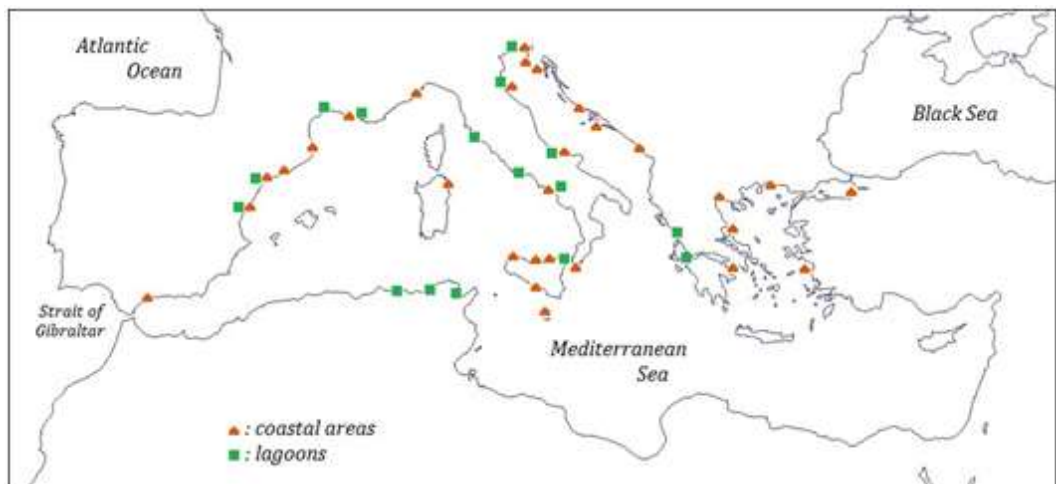 Atlantic
Ocean
Black Sea
Strait of
Gibraltar
Mediterranean
Sea
: coastal areas
: lagoons